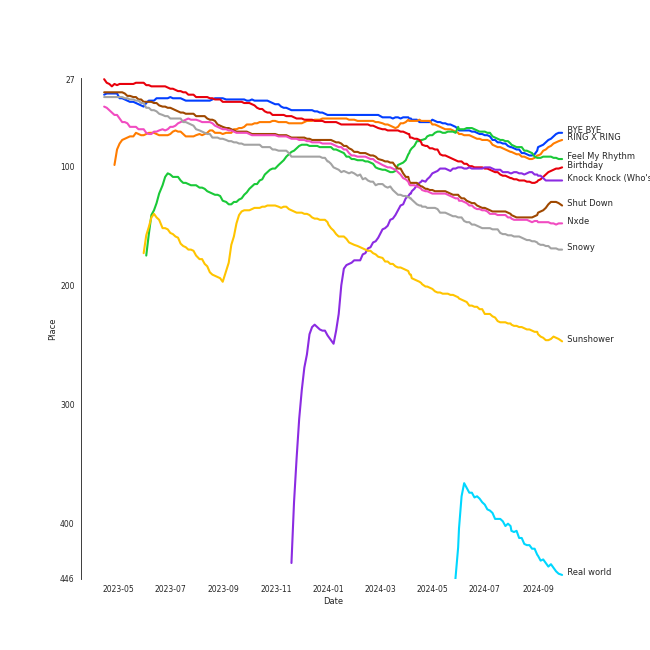 27
100
200
300
400
446
Place
BYE BYE
RING X RING
Feel My Rhythm
Birthday
Knock Knock (Who's
Shut Down
Nxde
Snowy
Sunshower
Real world
2023-05
2023-07
2023-09
2023-11
2024-01
2024-03
2024-05
2024-07
2024-09
Date